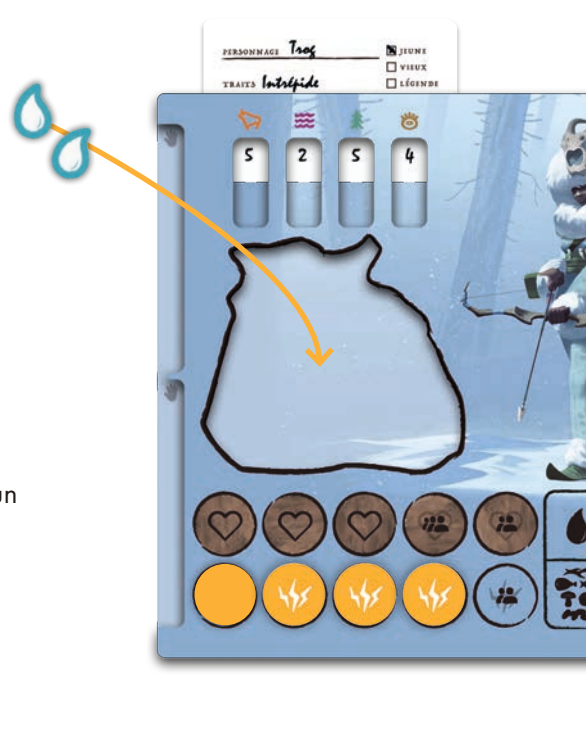 PERSONNAGE Trog
JEUNE
VIEUX
TRAITS Intrépide
LÉGENDE
5 2 5 4
un